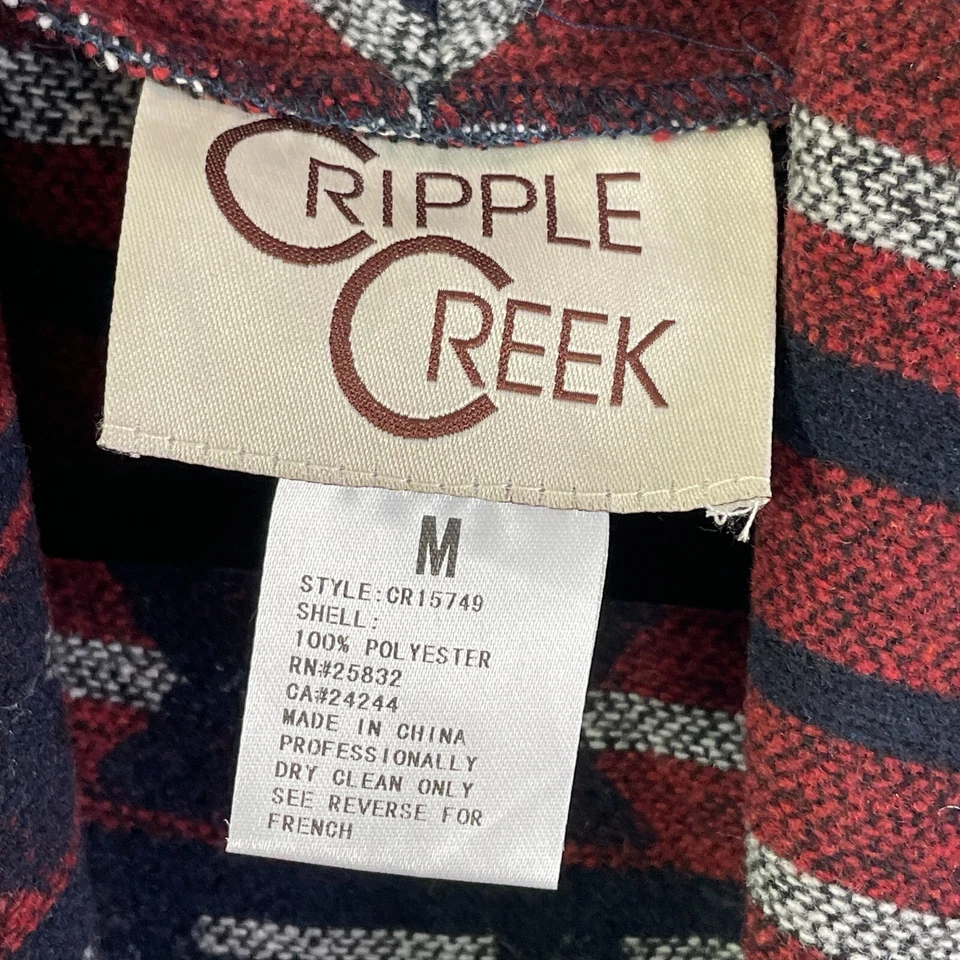 CRIPPLE
CREEK
M
STYLE:CR15749
SHELL:
100% POLYESTER
RN#25832
CA#24244
MADE IN CHINA
PROFESSIONALLY
DRY CLEAN ONLY
SEE REVERSE FOR
FRENCH